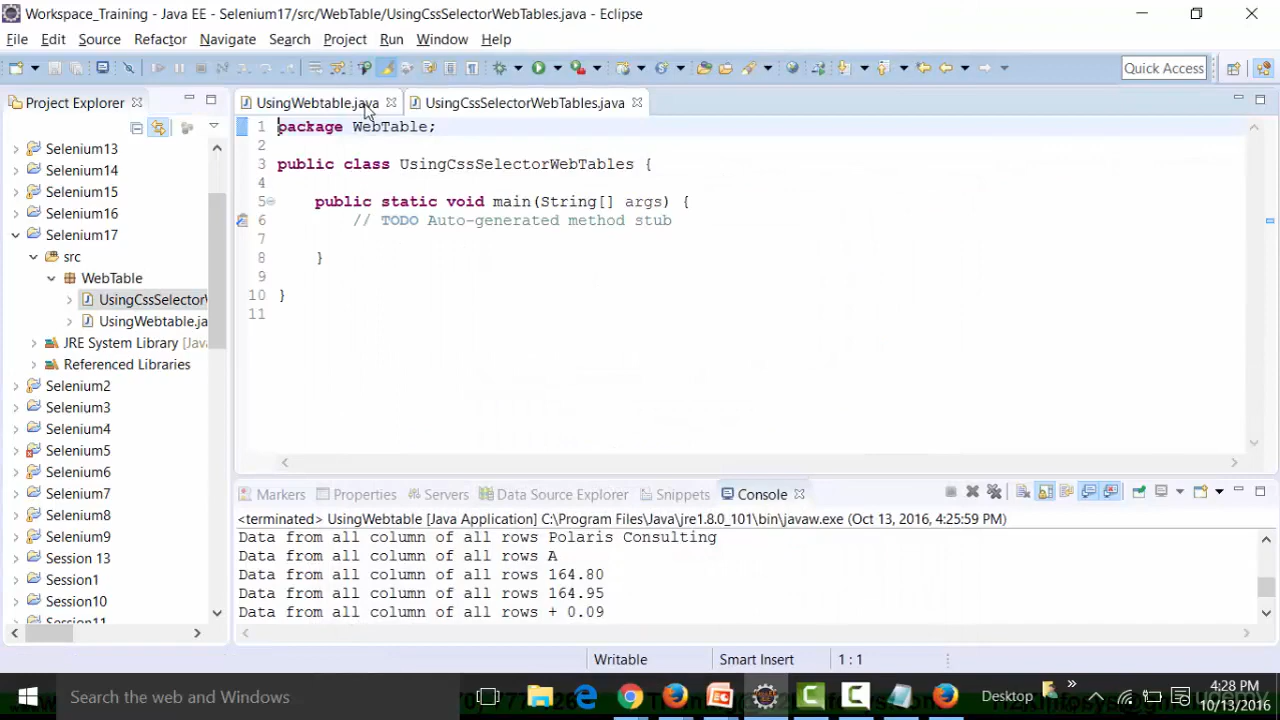 Workspace_Training - Java EE - Selenium17/src/WebTable/UsingCssSelectorWebTables.java - Eclipse
File Edit Source Refactor Navigate Search Project Run Window Help
Quick Access
Project Explorer
UsingWebtable.java
UsingCssSelectorWebTables.java
Selenium13
Selenium14
Selenium15
Selenium16
Selenium17
src
WebTable
UsingCssSelectorW
UsingWebtable.ja
JRE System Library [Java
Referenced Libraries
Selenium2
Selenium3
Selenium4
Selenium5
Selenium6
Selenium7
Selenium8
Selenium9
Session 13
Session1
Session10
Session11
1 package WebTable;
2
3 public class UsingCssSelectorWebTables {
4
5 public static void main(String[] args) {
6 // TODO Auto-generated method stub
7
8 }
9
10 }
11
Markers Properties Servers Data Source Explorer Snippets Console
<terminated> UsingWebtable [Java Application] C:\Program Files\Java\jre1.8.0_101\bin\javaw.exe (Oct 13, 2016, 4:25:59 PM)
Data from all column of all rows Polaris Consulting
Data from all column of all rows A
Data from all column of all rows 164.80
Data from all column of all rows 164.95
Data from all column of all rows + 0.09
Writable Smart Insert 1 : 1
Search the web and Windows
Desktop
4:28 PM
10/13/2016